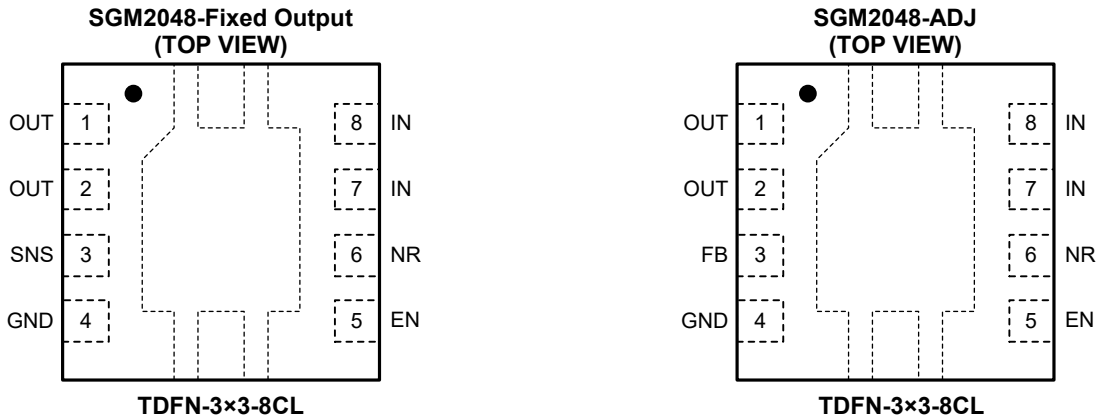 SGM2048-Fixed Output
(TOP VIEW)
OUT 1 8 IN
OUT 2 7 IN
SNS 3 6 NR
GND 4 5 EN
TDFN-3×3-8CL
SGM2048-ADJ
(TOP VIEW)
OUT 1 8 IN
OUT 2 7 IN
FB 3 6 NR
GND 4 5 EN
TDFN-3×3-8CL